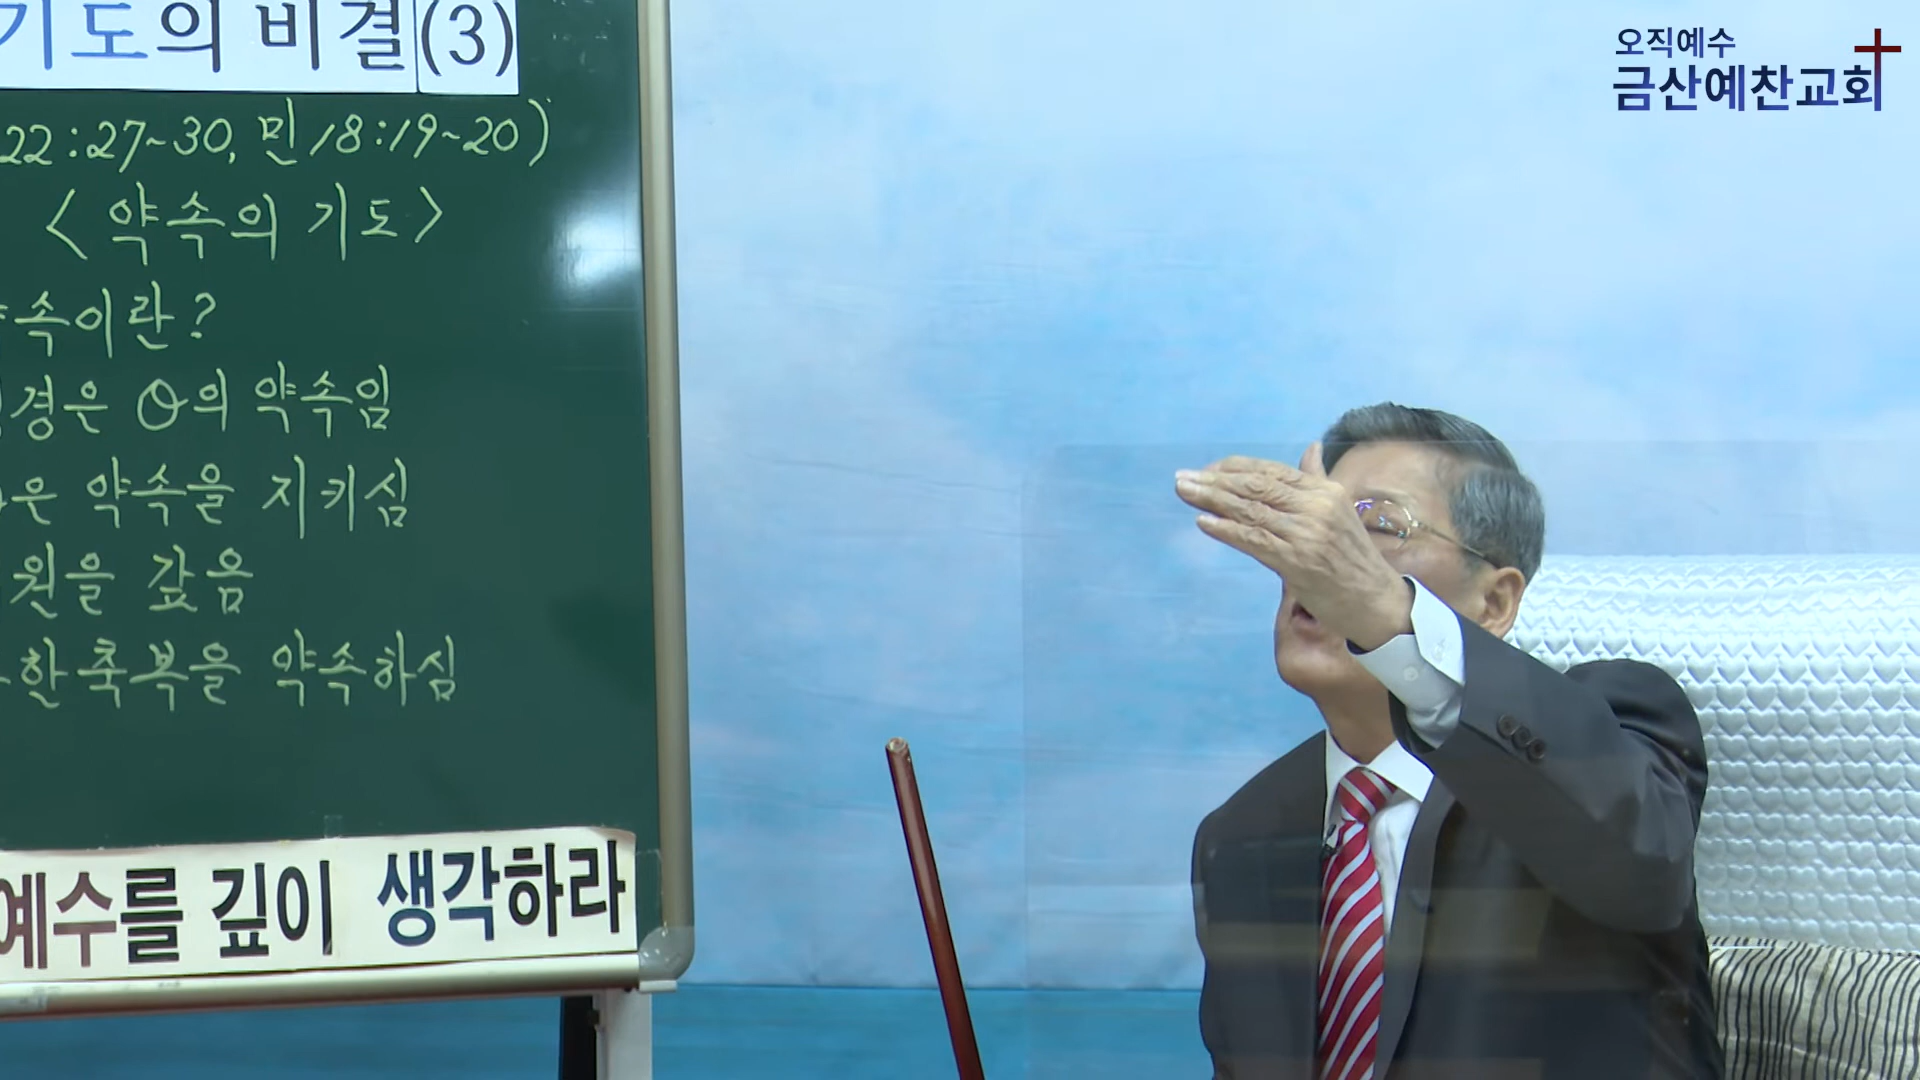 기도의 비결(3)
22:27~30, 민18:19~20)
<약속의 기도>
속이란?
경은 의 약속임
은 약속을 지키심
원을 갚음
한 축복을 약속하심
예수를 깊이 생각하라
오직예수
금산예찬교회